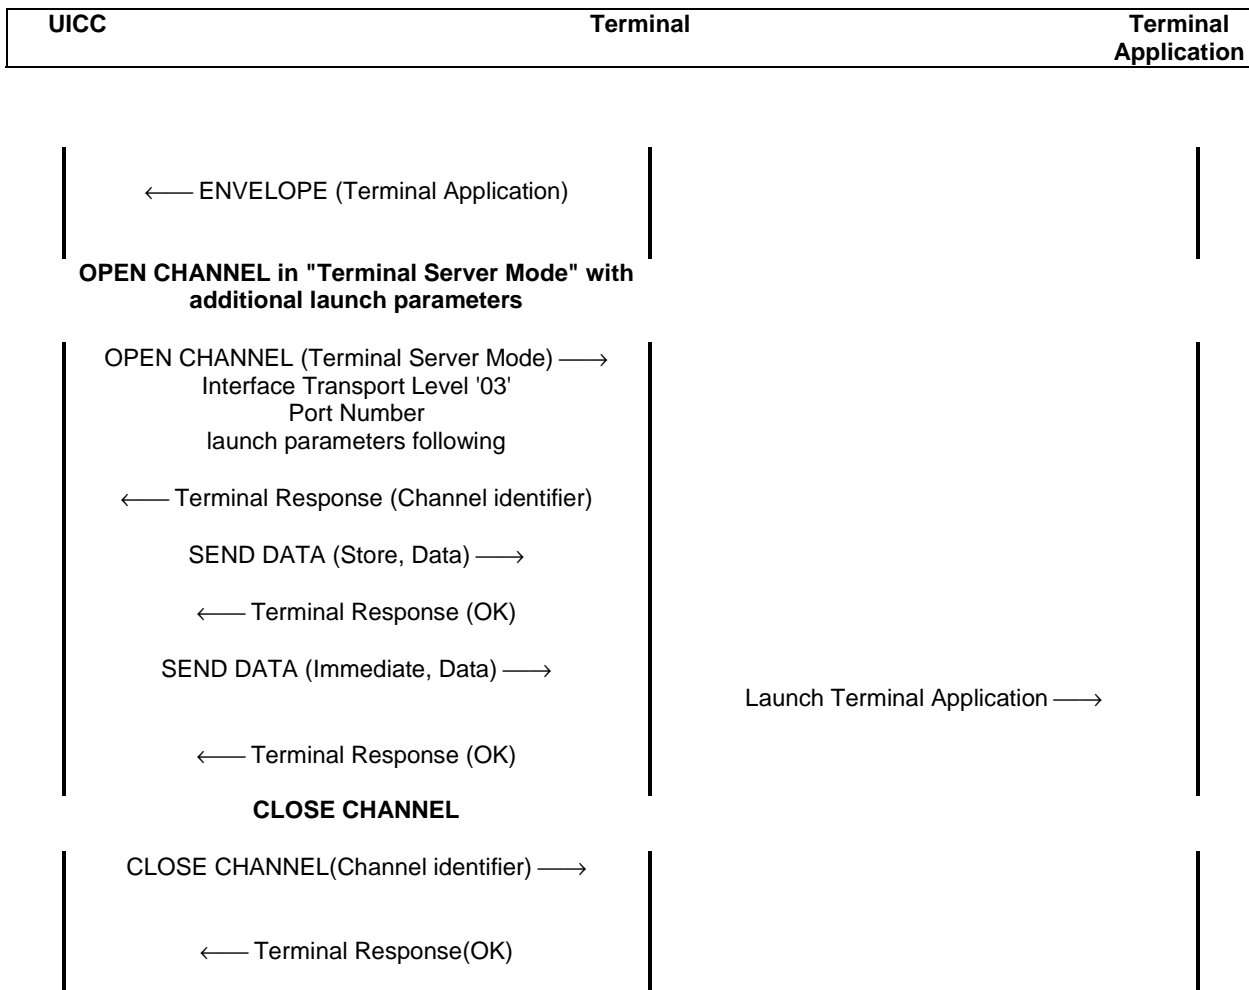 UICC Terminal Terminal
Application
←—— ENVELOPE (Terminal Application)
OPEN CHANNEL in "Terminal Server Mode" with
additional launch parameters
OPEN CHANNEL (Terminal Server Mode) ——→
Interface Transport Level '03'
Port Number
launch parameters following
←—— Terminal Response (Channel identifier)
SEND DATA (Store, Data) ——→
←—— Terminal Response (OK)
SEND DATA (Immediate, Data) ——→
Launch Terminal Application ——→
←—— Terminal Response (OK)
CLOSE CHANNEL
CLOSE CHANNEL(Channel identifier) ——→
←—— Terminal Response(OK)